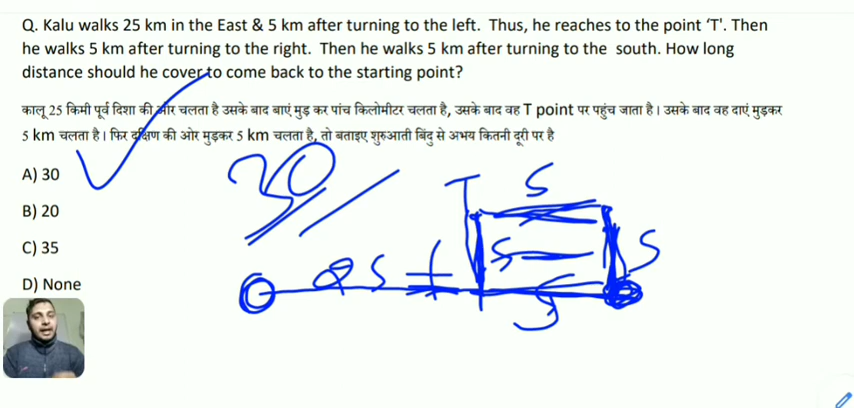 Q. Kalu walks 25 km in the East & 5 km after turning to the left. Thus, he reaches to the point ‘T'. Then
he walks 5 km after turning to the right. Then he walks 5 km after turning to the south. How long
distance should he cover to come back to the starting point?
कालू 25 किमी पूर्व दिशा की ओर चलता है उसके बाद बाएं मुड़ कर पांच किलोमीटर चलता है, उसके बाद वह T point पर पहुंच जाता है। उसके बाद वह दाएं मुड़कर
5 km चलता है। फिर दक्षिण की ओर मुड़कर 5 km चलता है, तो बताइए शुरुआती बिंदु से अभय कितनी दूरी पर है
A) 30
B) 20
C) 35
D) None
30
T 5
5 5
25 +
5